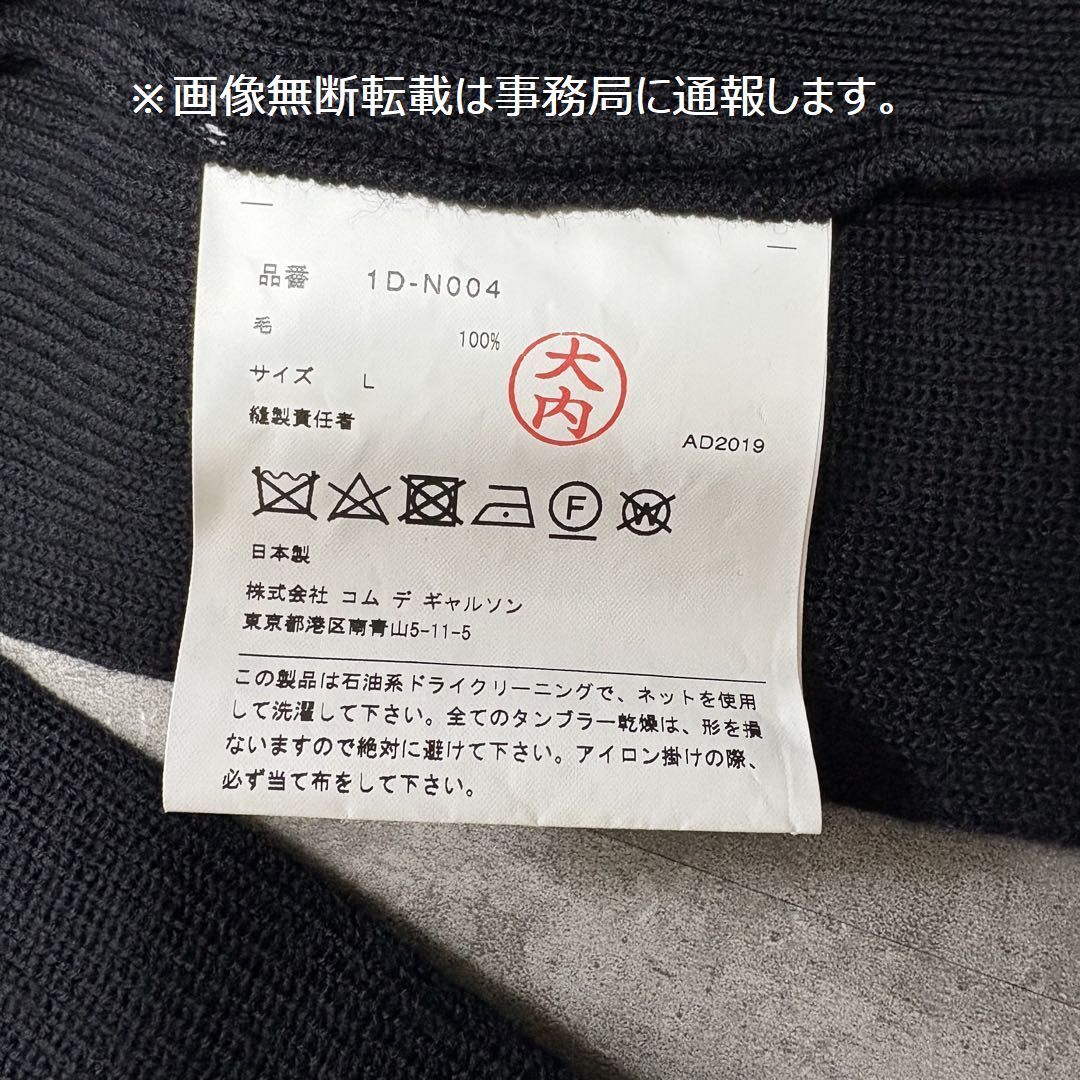 ※画像無断転載は事務局に通報します。
品番 1D-N004
毛 100%
サイズ L
大内
縫製責任者
AD2019
F
W
日本製
株式会社 コム デ ギャルソン
東京都港区南青山5-11-5
この製品は石油系ドライクリーニングで、ネットを使用
して洗濯して下さい。全てのタンブラー乾燥は、形を損
ないますので絶対に避けて下さい。アイロン掛けの際、
必ず当て布をして下さい。